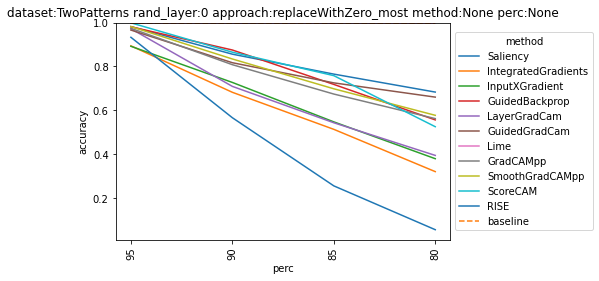 dataset:TwoPatterns rand_layer:0 approach:replaceWithZero_most method:None perc:None
1.0
0.8
0.6
0.4
0.2
accuracy
95
90
85
80
perc
method
Saliency
IntegratedGradients
InputXGradient
GuidedBackprop
LayerGradCam
GuidedGradCam
Lime
GradCAMpp
SmoothGradCAMpp
ScoreCAM
RISE
baseline